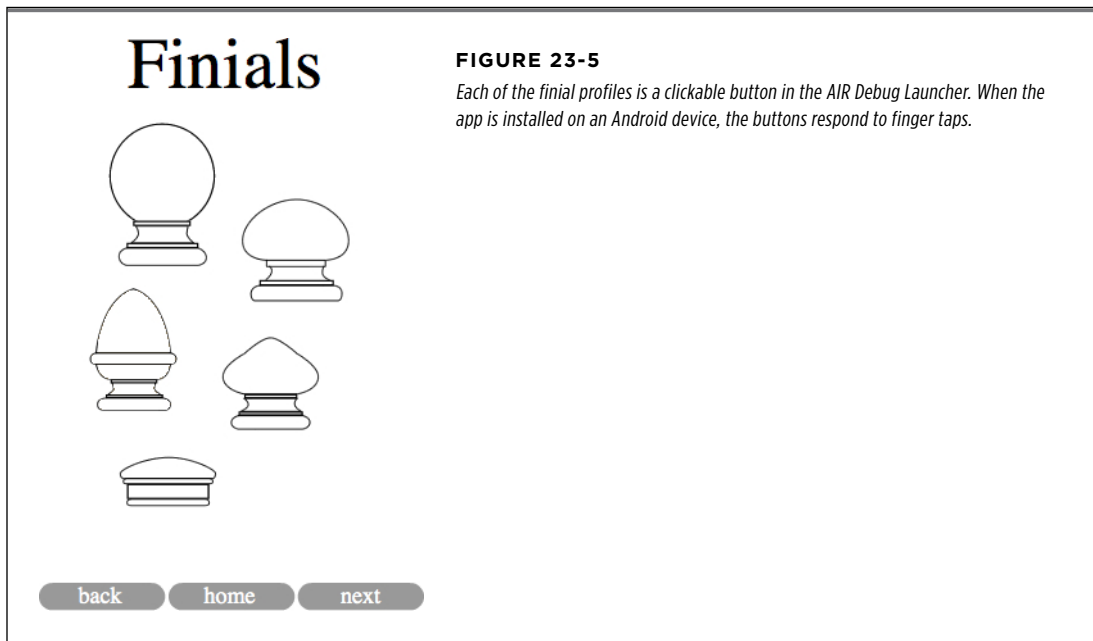 Finials
FIGURE 23-5
Each of the finial profiles is a clickable button in the AIR Debug Launcher. When the
app is installed on an Android device, the buttons respond to finger taps.
back
home
next